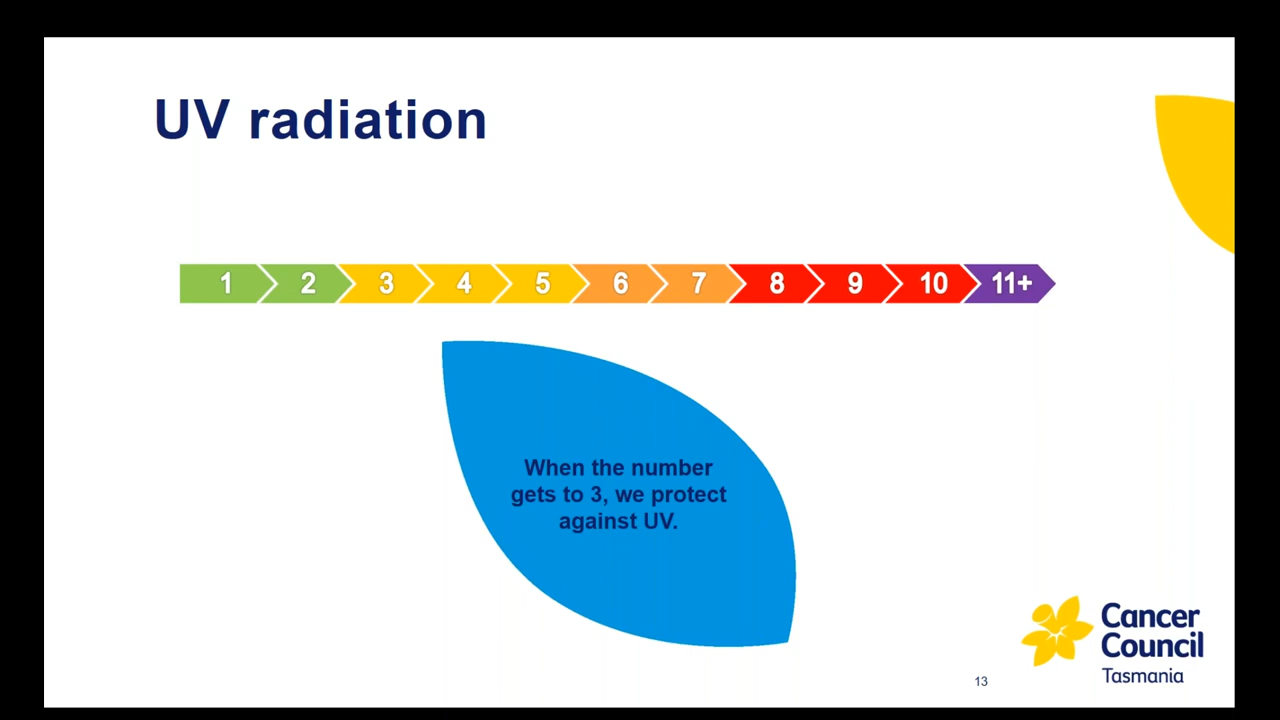 UV radiation
1 2 3 4 5 6 7 8 9 10 11+
When the number
gets to 3, we protect
against UV.
Cancer
Council
Tasmania
13